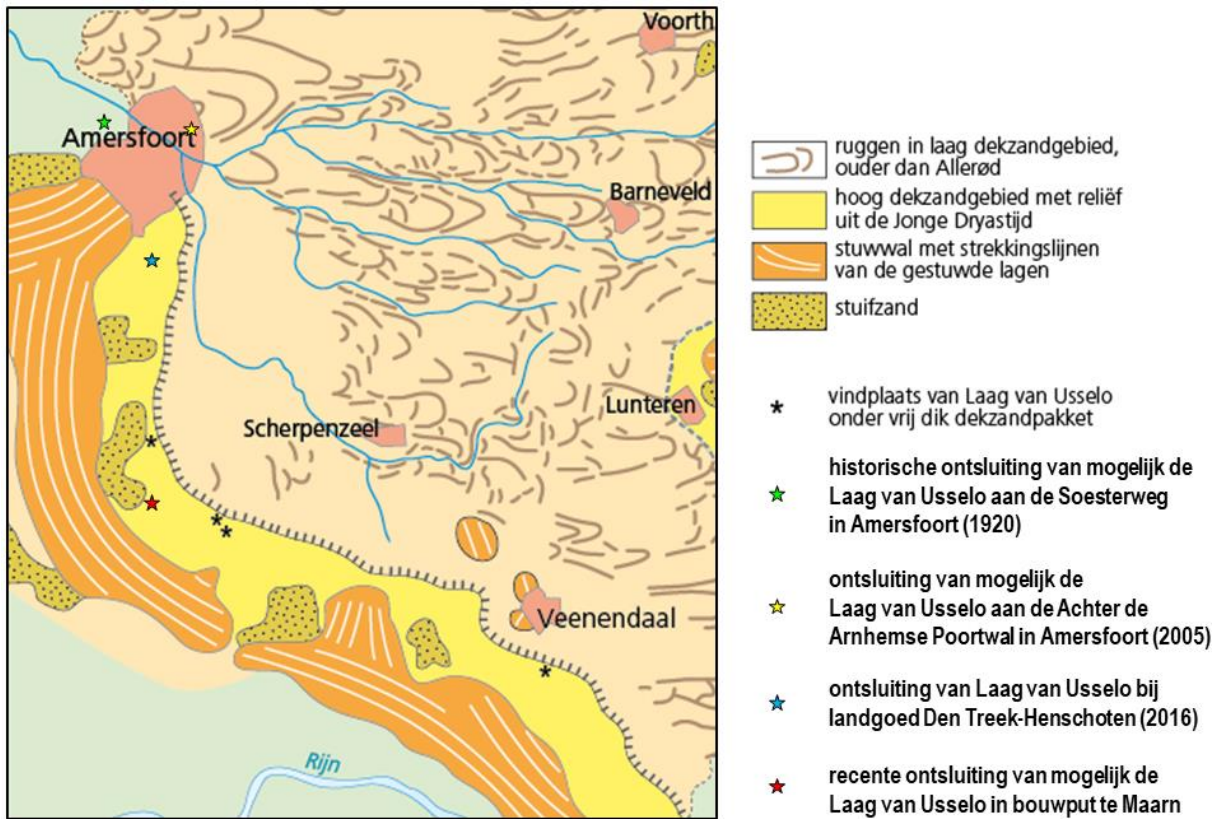 Voorth
Amersfoort
Barneveld
Lunteren
Scherpenzeel
Veenendaal
Rijn
ruggen in laag dekzandgebied,
ouder dan Allerød
hoog dekzandgebied met reliëf
uit de Jonge Dryastijd
stuwwal met strekkingslijnen
van de gestuwde lagen
stuifzand
* vindplaats van Laag van Usselo
onder vrij dik dekzandpakket
historische ontsluiting van mogelijk de
Laag van Usselo aan de Soesterweg
in Amersfoort (1920)
ontsluiting van mogelijk de
Laag van Usselo aan de Achter de
Arnhemse Poortwal in Amersfoort (2005)
ontsluiting van Laag van Usselo bij
landgoed Den Treek-Henschoten (2016)
recente ontsluiting van mogelijk de
Laag van Usselo in bouwput te Maarn